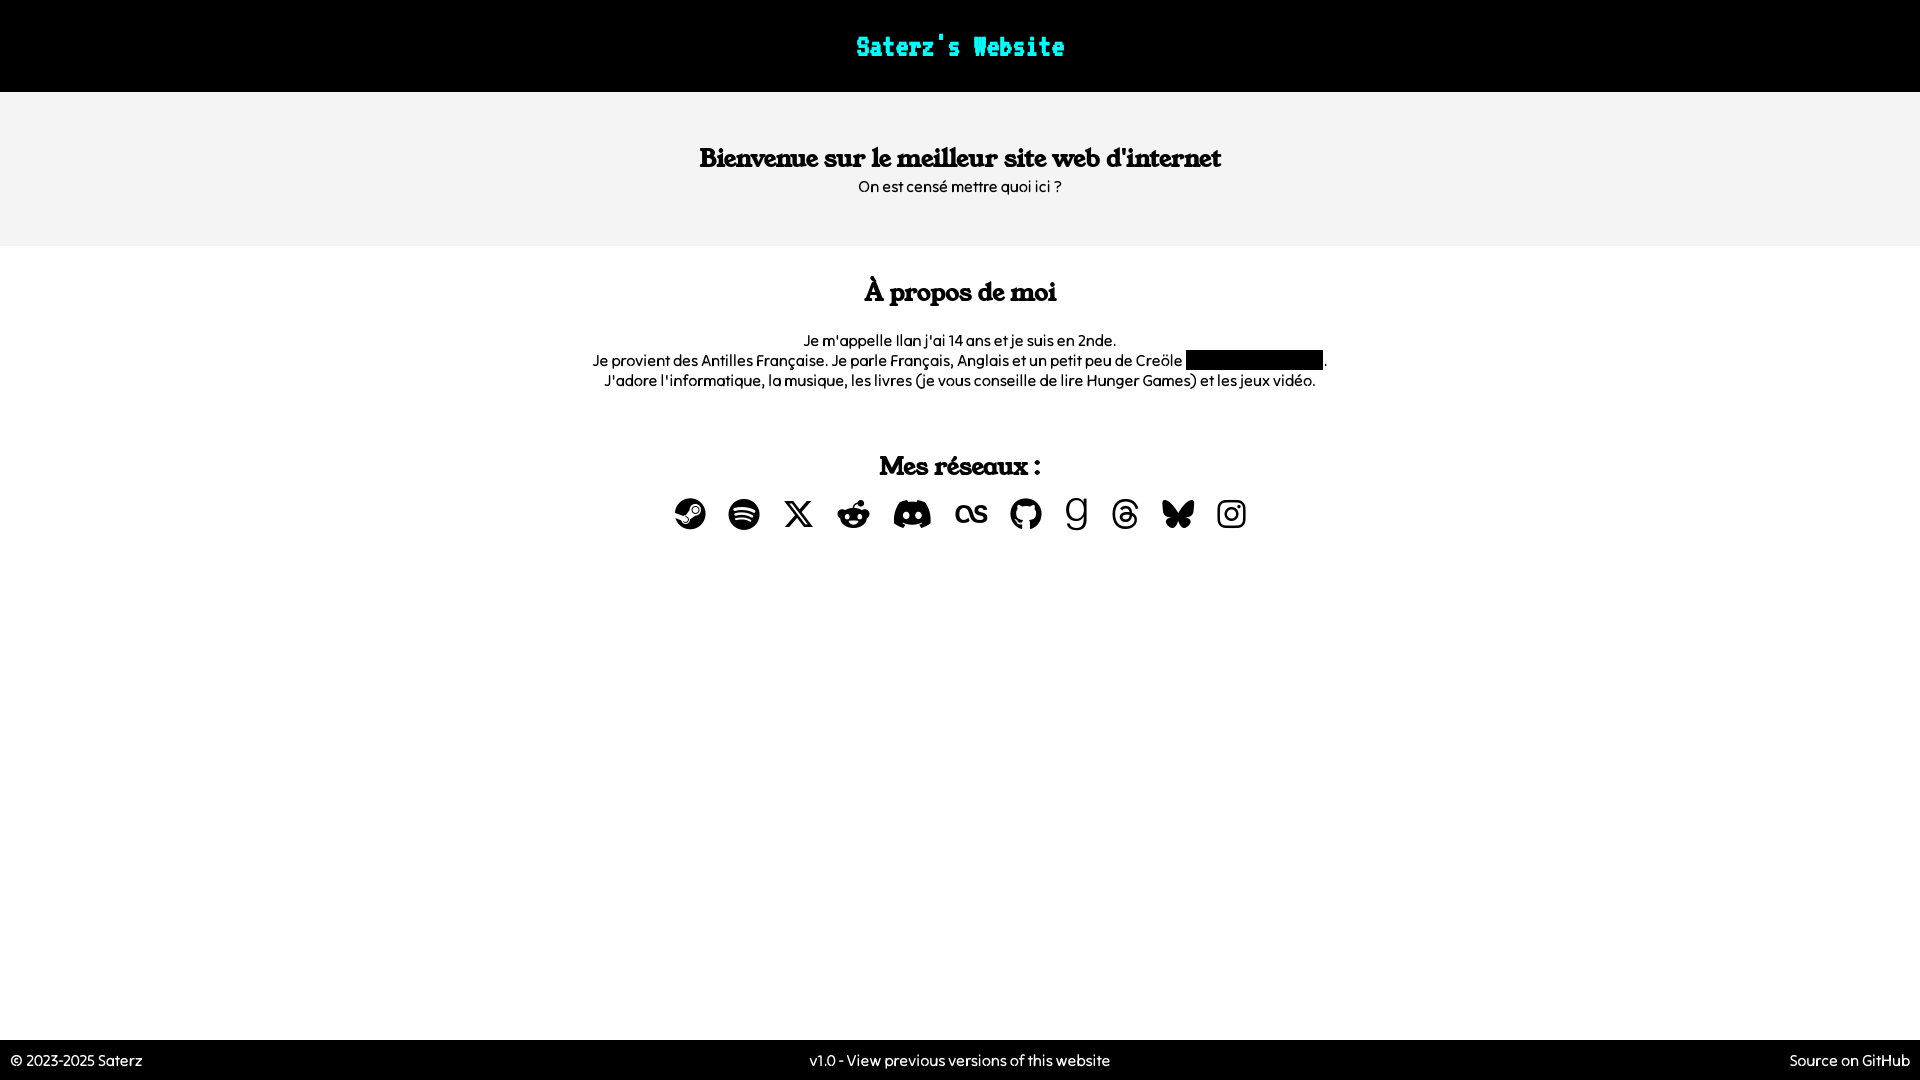 Saterz's Website
Bienvenue sur le meilleur site web d'internet
On est censé mettre quoi ici ?
À propos de moi
Je m'appelle Ilan j'ai 14 ans et je suis en 2nde.
Je provient des Antilles Française. Je parle Français, Anglais et un petit peu de Creöle .
J'adore l'informatique, la musique, les livres (je vous conseille de lire Hunger Games) et les jeux vidéo.
Mes réseaux :
© 2023-2025 Saterz
v1.0 - View previous versions of this website
Source on GitHub